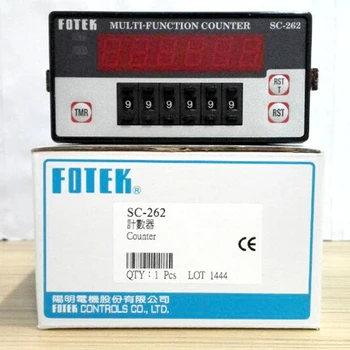 FOTEK MULTI-FUNCTION COUNTER SC-262
TMR
9 9 9 9 9 9
RST
T
RST
FOTEK®
SC-262
計數器
Counter
CE
QTY : 1 Pcs LOT 1444
陽明電機股份有限公司
FOTEK CONTROLS CO., LTD.